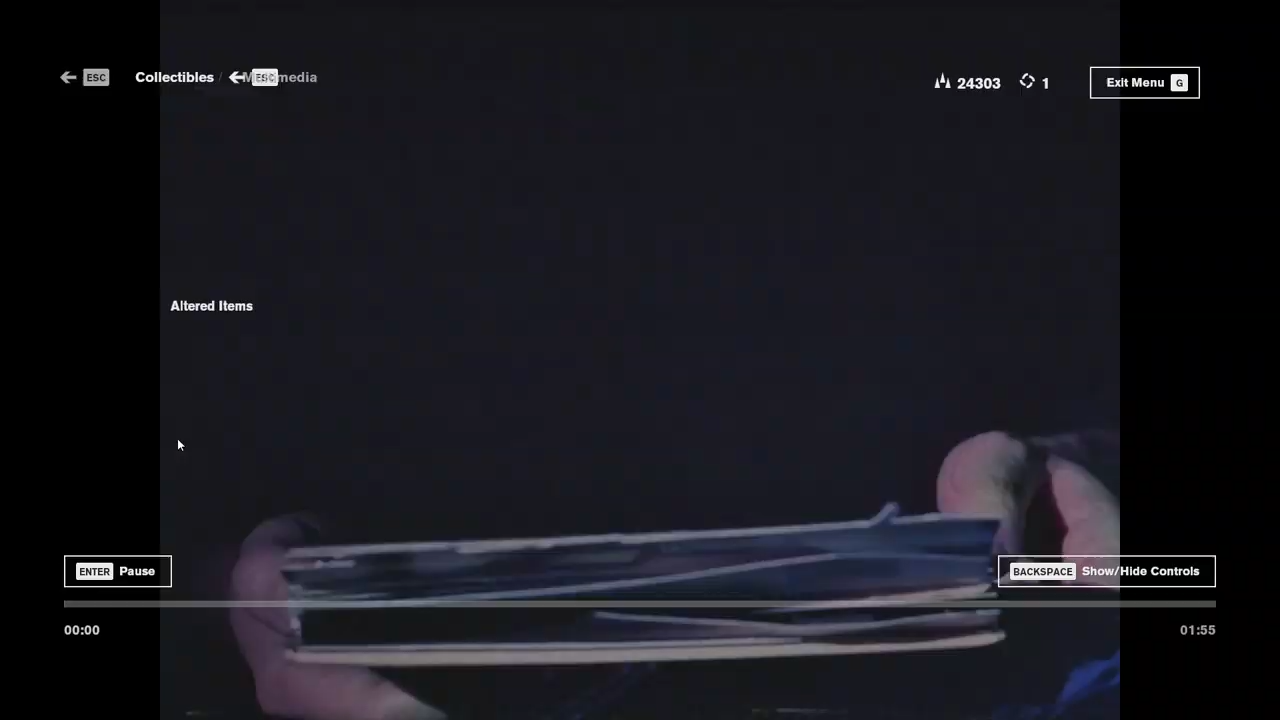 ESC Collectibles / ESC Multimedia
24303 1 Exit Menu G
Altered Items
ENTER Pause
BACKSPACE Show/Hide Controls
00:00
01:55